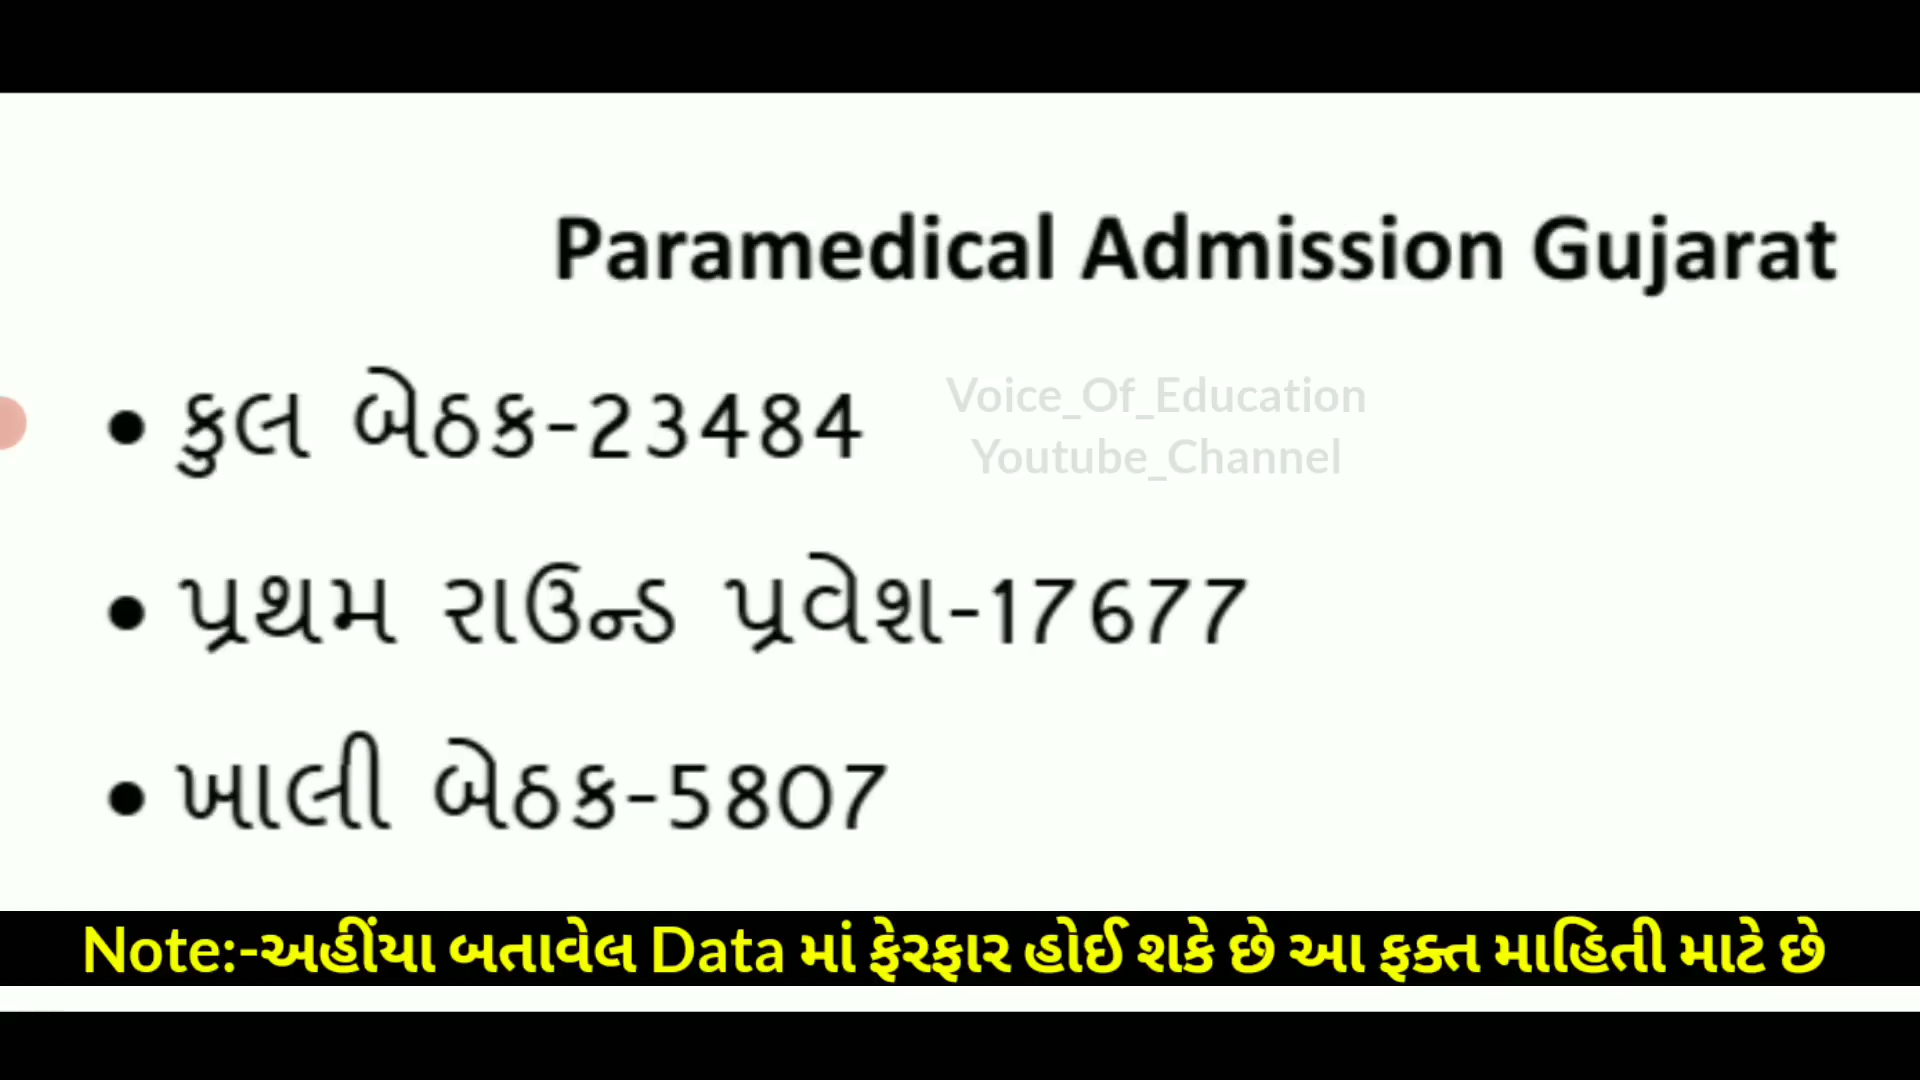 Paramedical Admission Gujarat
• કુલ બેઠક-23484
Voice_Of_Education
Youtube_Channel
• પ્રથમ રાઉન્ડ પ્રવેશ-17677
• ખાલી બેઠક-5807
Note:-અહીંયા બતાવેલ Data માં ફેરફાર હોઈ શકે છે આ ફક્ત માહિતી માટે છે